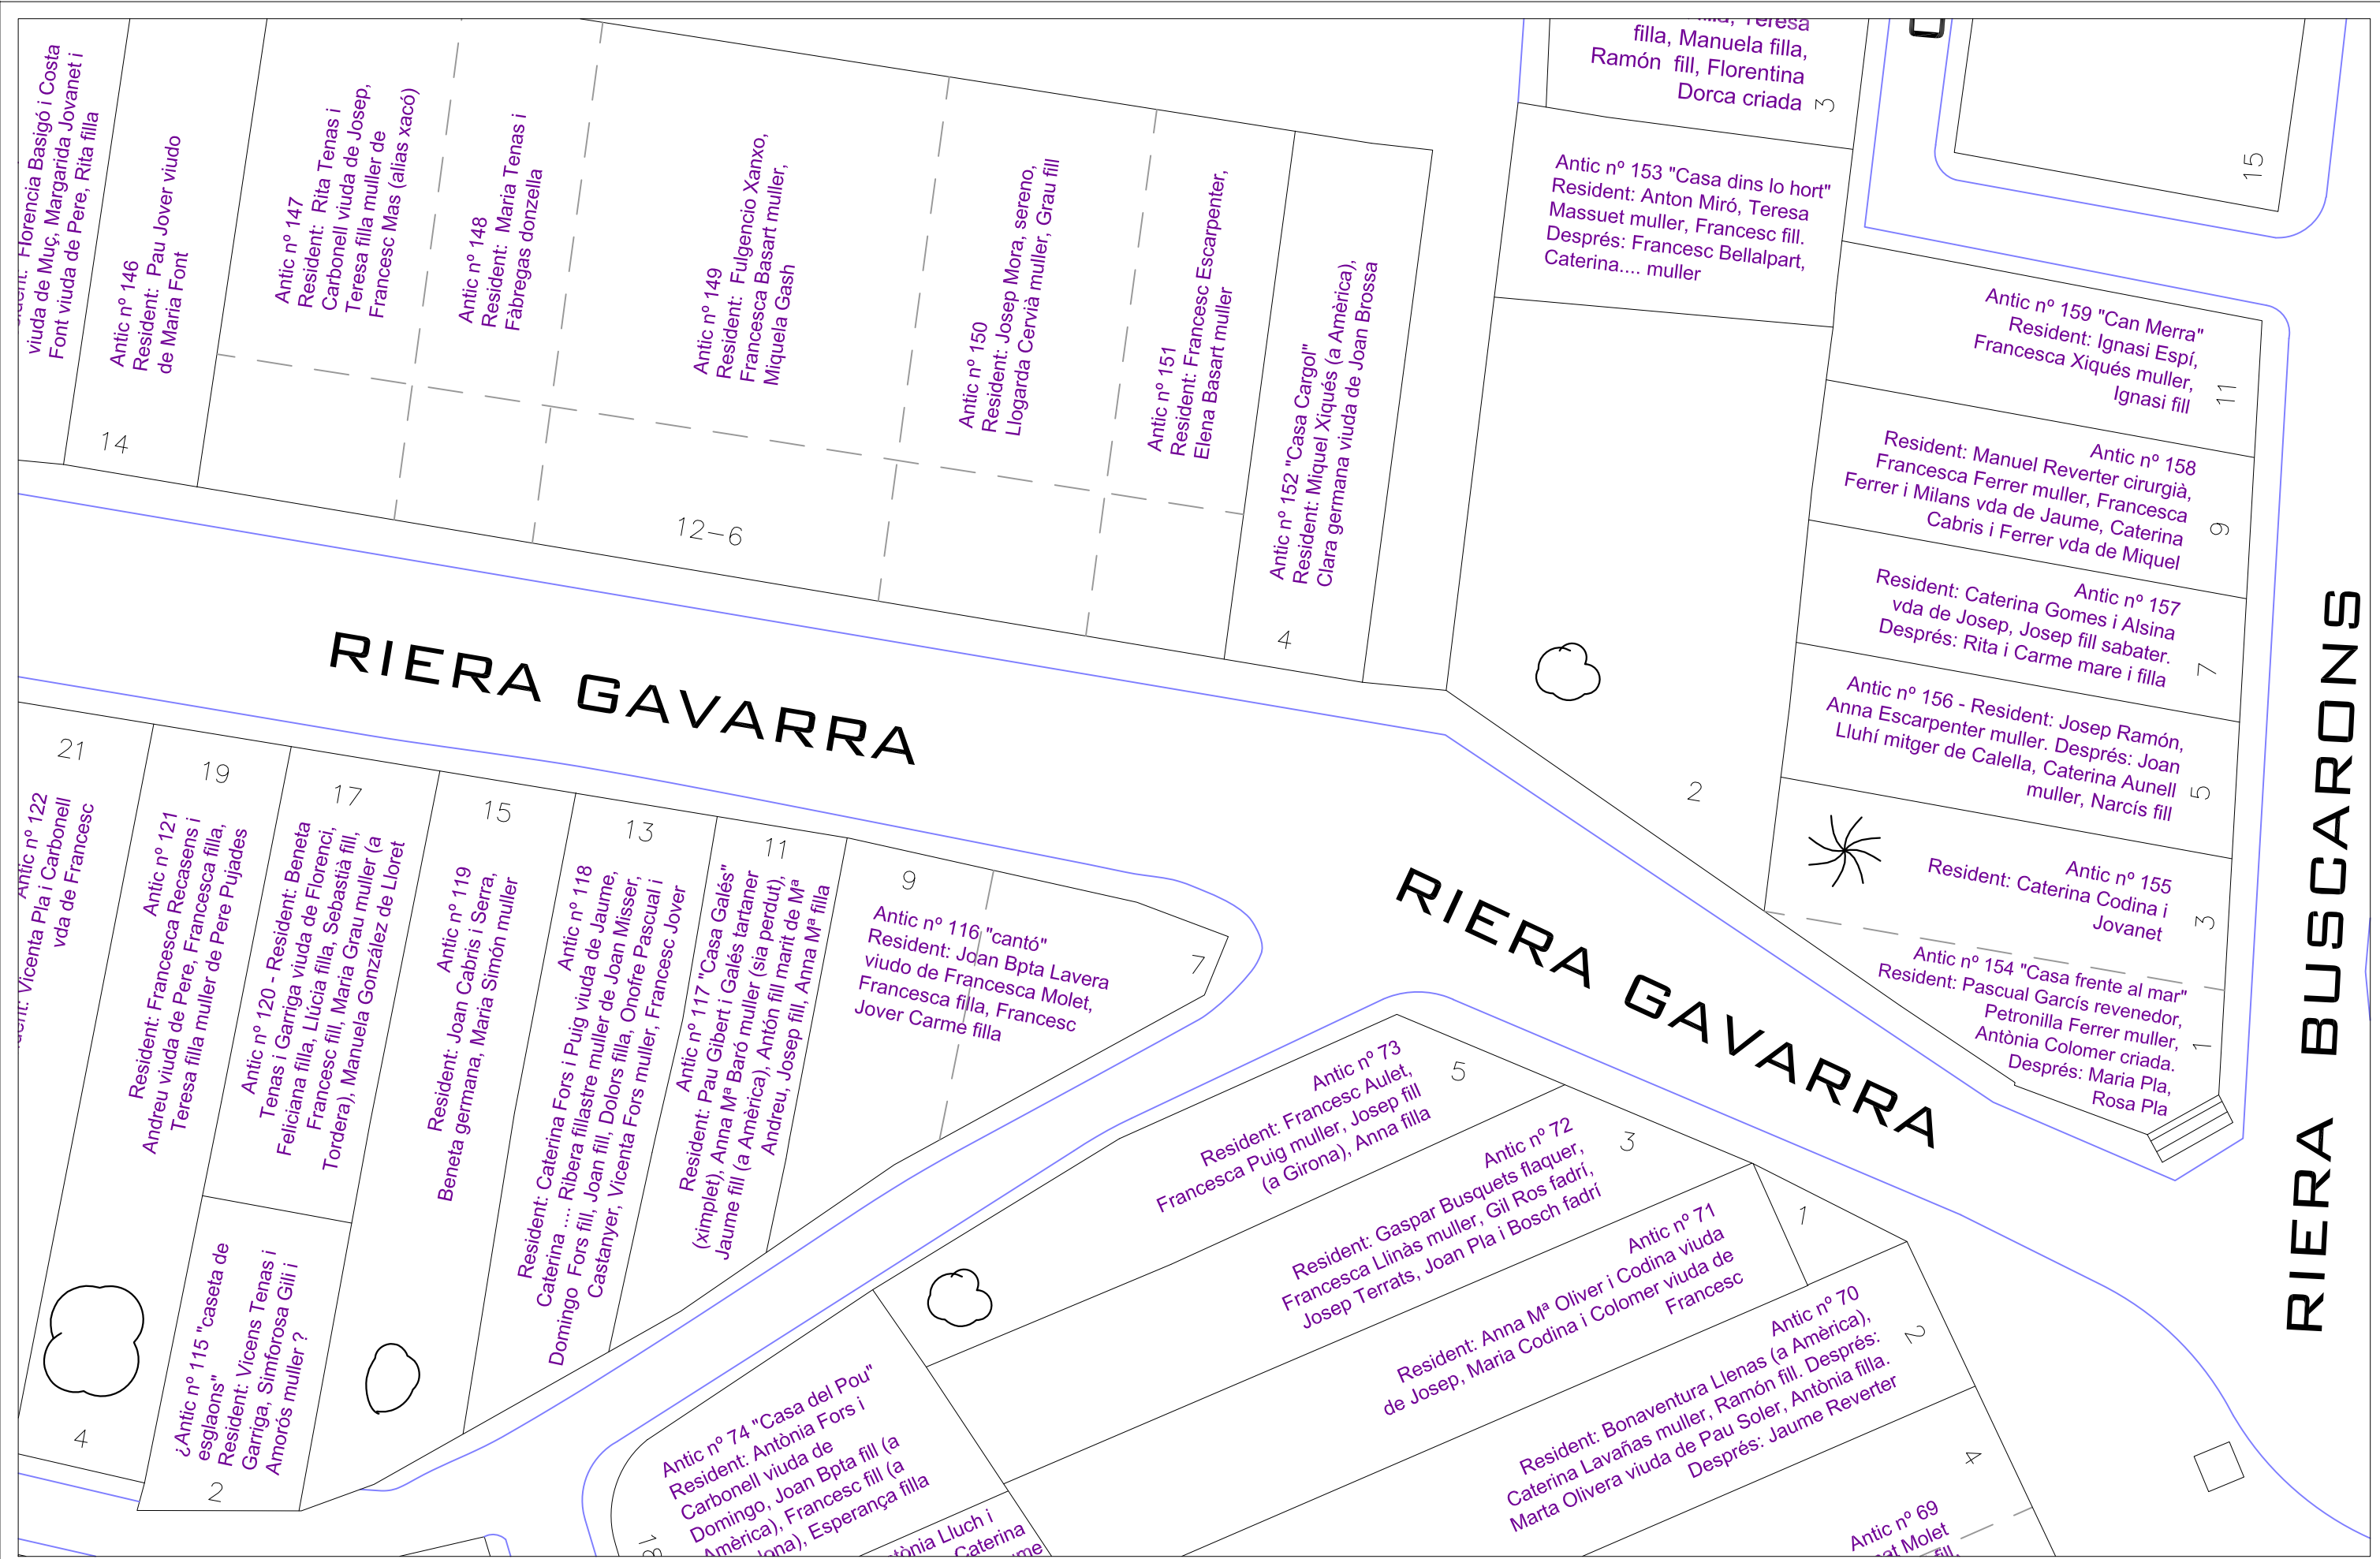 Florencia Basigó i Costa
viuda de Muç, Margarida Jovanet i
Font viuda de Pere, Rita filla
Antic nº 146
Resident: Pau Jover viudo
de Maria Font
14
Antic nº 147
Resident: Rita Tenas i
Carbonell viuda de Josep,
Teresa filla muller de
Francesc Mas (alias xacó)
Antic nº 148
Resident: Maria Tenas i
Fàbregas donzella
Antic nº 149
Resident: Fulgencio Xanxo,
Francesca Basart muller,
Miquela Gash
Antic nº 150
Resident: Josep Mora, sereno,
Llogarda Cervià muller, Grau fill
Antic nº 151
Resident: Francesc Escarpenter,
Elena Basart muller
12-6
Antic nº 152 "Casa Cargol"
Resident: Miquel Xiqués (a Amèrica),
Clara germana viuda de Joan Brossa
4
filla, Teresa
filla, Manuela filla,
Ramón fill, Florentina
Dorca criada
3
Antic nº 153 "Casa dins lo hort"
Resident: Anton Miró, Teresa
Massuet muller, Francesc fill.
Després: Francesc Bellalpart,
Caterina.... muller
15
Antic nº 159 "Can Merra"
Resident: Ignasi Espí,
Francesca Xiqués muller,
Ignasi fill
11
Antic nº 158
Resident: Manuel Reverter cirurgià,
Francesca Ferrer muller, Francesca
Ferrer i Milans vda de Jaume, Caterina
Cabris i Ferrer vda de Miquel
9
Antic nº 157
Resident: Caterina Gomes i Alsina
vda de Josep, Josep fill sabater.
Després: Rita i Carme mare i filla
7
Antic nº 156 - Resident: Josep Ramón,
Anna Escarpenter muller. Després: Joan
Lluhí mitger de Calella, Caterina Aunell
muller, Narcís fill
5
Antic nº 155
Resident: Caterina Codina i
Jovanet
3
Antic nº 154 "Casa frente al mar"
Resident: Pascual Garcís revenedor,
Petronilla Ferrer muller,
Antònia Colomer criada.
Després: Maria Pla,
Rosa Pla
1
2
RIERA GAVARRA
RIERA GAVARRA
RIERA BUSCARONS
21
Antic nº 122
Vicenta Pla i Carbonell
vda de Francesc
4
19
Antic nº 121
Resident: Francesca Recasens i
Andreu viuda de Pere, Francesca filla,
Teresa filla muller de Pere Pujades
17
Antic nº 120 - Resident: Beneta
Tenas i Garriga viuda de Florenci,
Feliciana filla, Llúcia filla, Sebastià fill,
Francesc fill, Maria Grau muller (a
Tordera), Manuela González de Lloret
¿Antic nº 115 "caseta de
esglaons"
Resident: Vicens Tenas i
Garriga, Simforosa Gili i
Amorós muller ?
2
15
Antic nº 119
Resident: Joan Cabris i Serra,
Beneta germana, Maria Simón muller
13
Antic nº 118
Resident: Caterina Fors i Puig viuda de Jaume,
Caterina .... Ribera fillastre muller de Joan Misser,
Domingo Fors fill, Joan fill, Dolors filla, Onofre Pascual i
Castanyer, Vicenta Fors muller, Francesc Jover
11
Antic nº 117 "Casa Galés"
Resident: Pau Gibert i Galés tartaner
(ximplet), Anna Mª Baró muller (sia perdut),
Jaume fill (a Amèrica), Antón fill marit de Mª
Andreu, Josep fill, Anna Mª filla
9
7
Antic nº 116 "cantó"
Resident: Joan Bpta Lavera
viudo de Francesca Molet,
Francesca filla, Francesc
Jover Carme filla
Antic nº 73
Resident: Francesc Aulet,
Francesca Puig muller, Josep fill
(a Girona), Anna filla
5
Antic nº 72
Resident: Gaspar Busquets flaquer,
Francesca Llinàs muller, Gil Ros fadrí,
Josep Terrats, Joan Pla i Bosch fadrí
3
Antic nº 71
Resident: Anna Mª Oliver i Codina viuda
de Josep, Maria Codina i Colomer viuda de
Francesc
1
Antic nº 70
Resident: Bonaventura Llenas (a Amèrica),
Caterina Lavañas muller, Ramón fill. Després:
Marta Olivera viuda de Pau Soler, Antònia filla.
Després: Jaume Reverter
2
4
Antic nº 69
Molet
fill,
Antic nº 74 "Casa del Pou"
Resident: Antònia Fors i
Carbonell viuda de
Domingo, Joan Bpta fill (a
Amèrica), Francesc fill (a
Esperança filla
Lluch i
Caterina
18